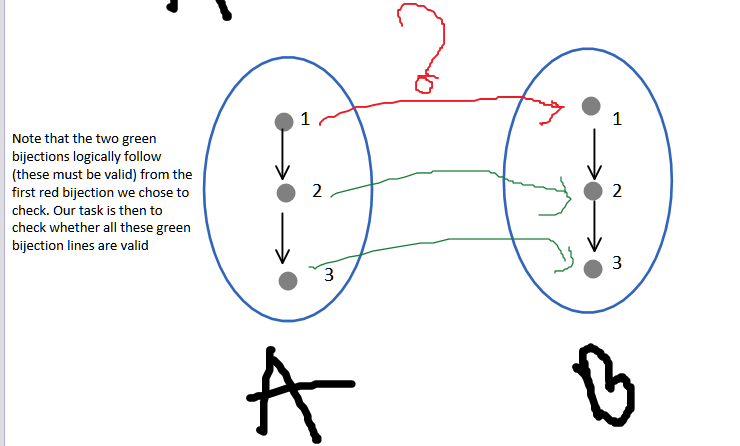 ?
1
1
Note that the two green
bijections logically follow
(these must be valid) from the
first red bijection we chose to
check. Our task is then to
check whether all these green
bijection lines are valid
2
2
3
3
A
B